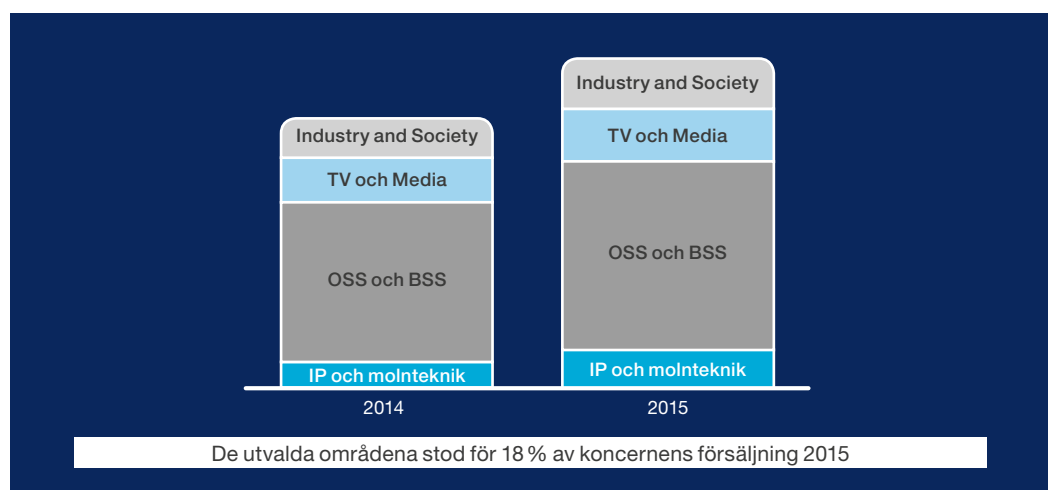 Industry and Society
TV och Media
OSS och BSS
IP och molnteknik
2014
Industry and Society
TV och Media
OSS och BSS
IP och molnteknik
2015
De utvalda områdena stod för 18 % av koncernens försäljning 2015